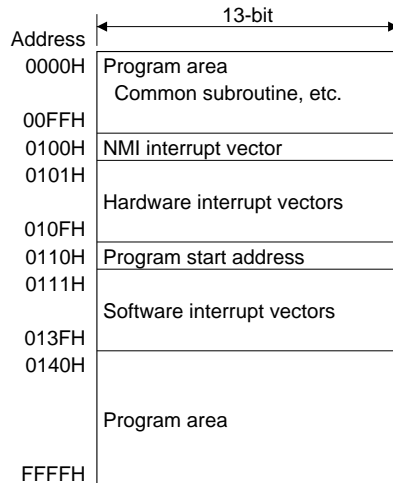 13-bit
Address
0000H Program area
Common subroutine, etc.
00FFH
0100H NMI interrupt vector
0101H
Hardware interrupt vectors
010FH
0110H Program start address
0111H
Software interrupt vectors
013FH
0140H
Program area
FFFFH